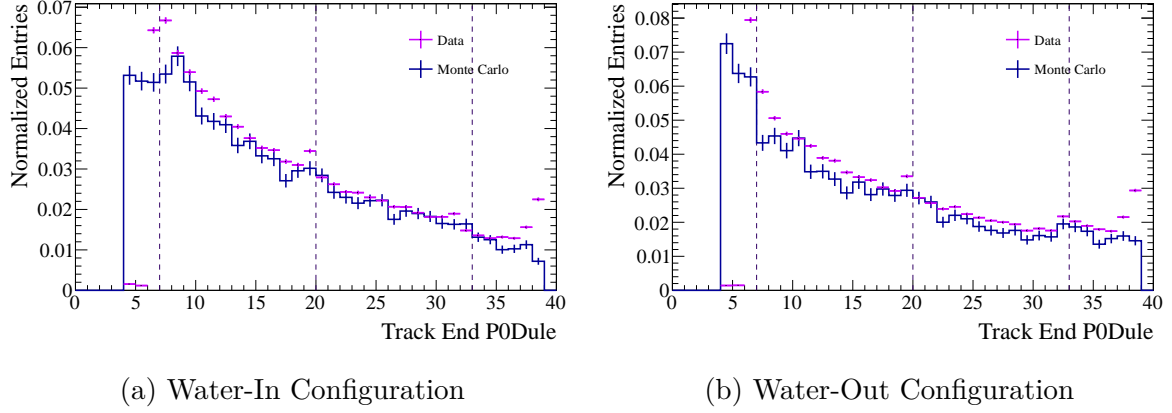 Normalized Entries
0.07
0.06
0.05
0.04
0.03
0.02
0.01
0
Data
Monte Carlo
0 5 10 15 20 25 30 35 40
Track End P0Dule
(a) Water-In Configuration
Normalized Entries
0.08
0.07
0.06
0.05
0.04
0.03
0.02
0.01
0
Data
Monte Carlo
0 5 10 15 20 25 30 35 40
Track End P0Dule
(b) Water-Out Configuration